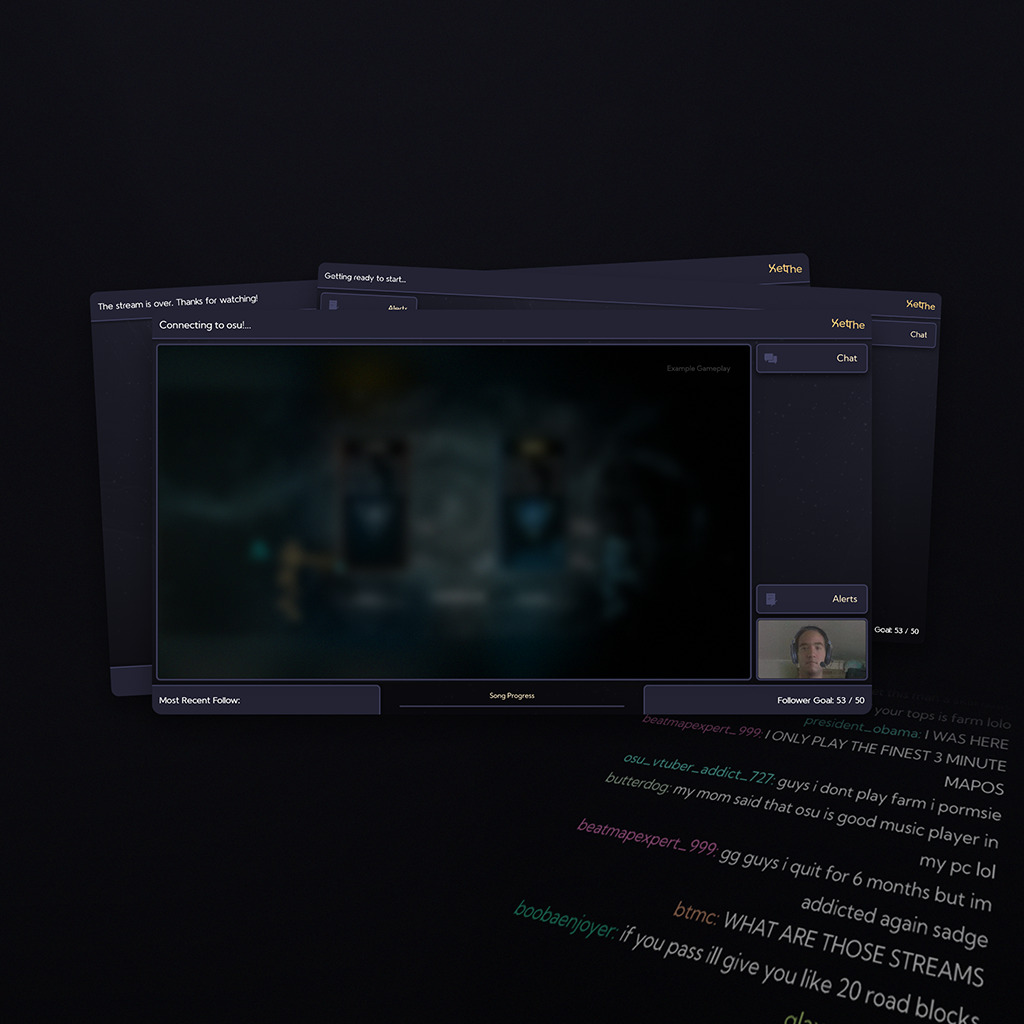 Getting ready to start...
KetThe
The stream is over. Thanks for watching!
Alerts
KetThe
Connecting to osu!...
KetThe
Chat
Example Gameplay
Chat
Alerts
Goal: 53 / 50
Most Recent Follow:
Song Progress
Follower Goal: 53 / 50
your tops is farm lolo
president_obama: I WAS HERE
beatmapexpert_999: I ONLY PLAY THE FINEST 3 MINUTE
MAPOS
osu_vtuber_addict_727: guys i dont play farm i pormsie
butterdog: my mom said that osu is good music player in
my pc lol
beatmapexpert_999: gg guys i quit for 6 months but im
addicted again sadge
btmc: WHAT ARE THOSE STREAMS
boobaenjoyer: if you pass ill give you like 20 road blocks